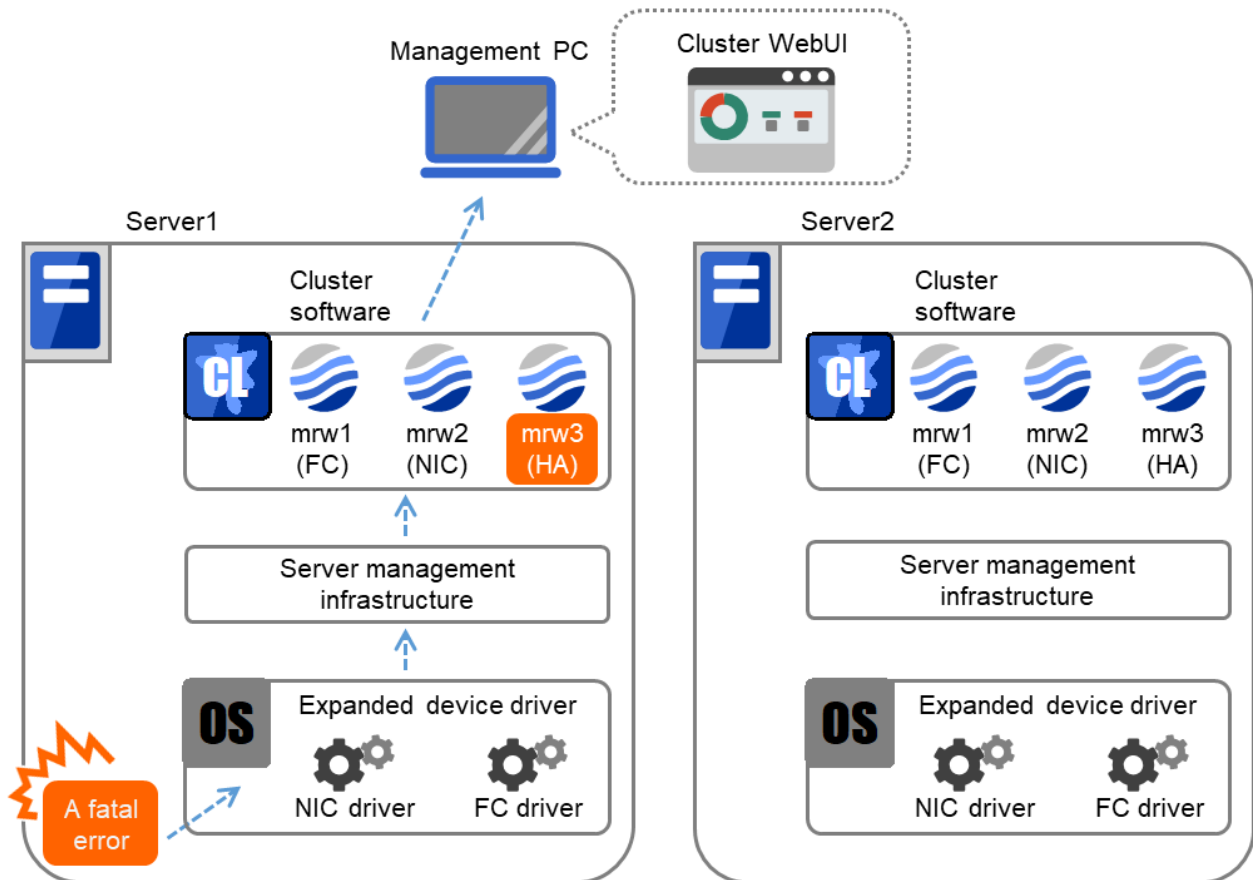 Management PC
Cluster WebUI
Server1
Cluster
software
CL
mrw1
(FC)
mrw2
(NIC)
mrw3
(HA)
Server management
infrastructure
OS
Expanded device driver
NIC driver
FC driver
A fatal
error
Server2
Cluster
software
CL
mrw1
(FC)
mrw2
(NIC)
mrw3
(HA)
Server management
infrastructure
OS
Expanded device driver
NIC driver
FC driver